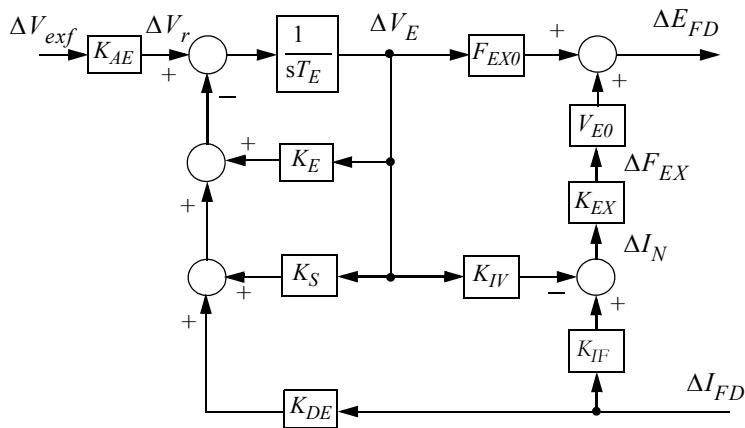 ΔV_exf
K_AE
ΔV_r
+
−
1
sT_E
ΔV_E
F_EX0
+
+
ΔE_FD
V_E0
ΔF_EX
K_EX
ΔI_N
+
K_E
+
K_S
+
+
K_IV
−
+
K_IF
K_DE
ΔI_FD